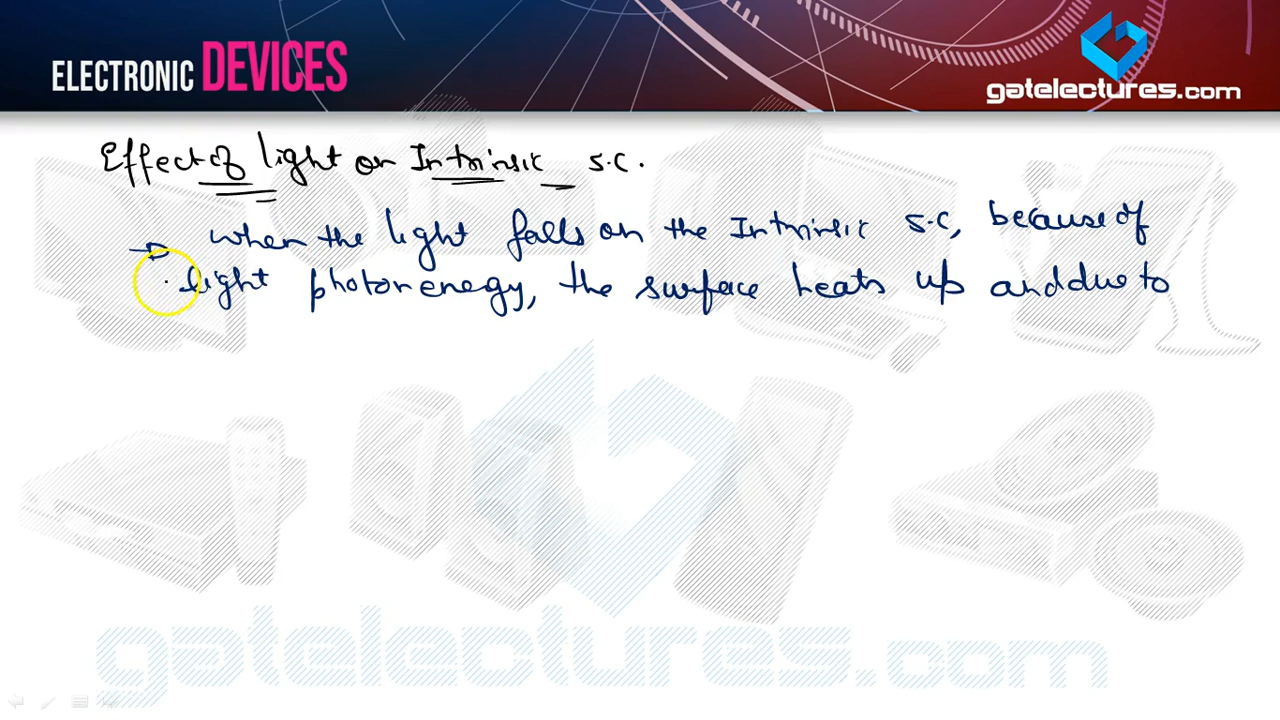 ELECTRONIC DEVICES
gatelectures.com
Effect of light on Intrinsic S.C.
→ when the light falls on the Intrinsic S.C, because of
light photon energy, the surface heats up and due to
gatelectures.com